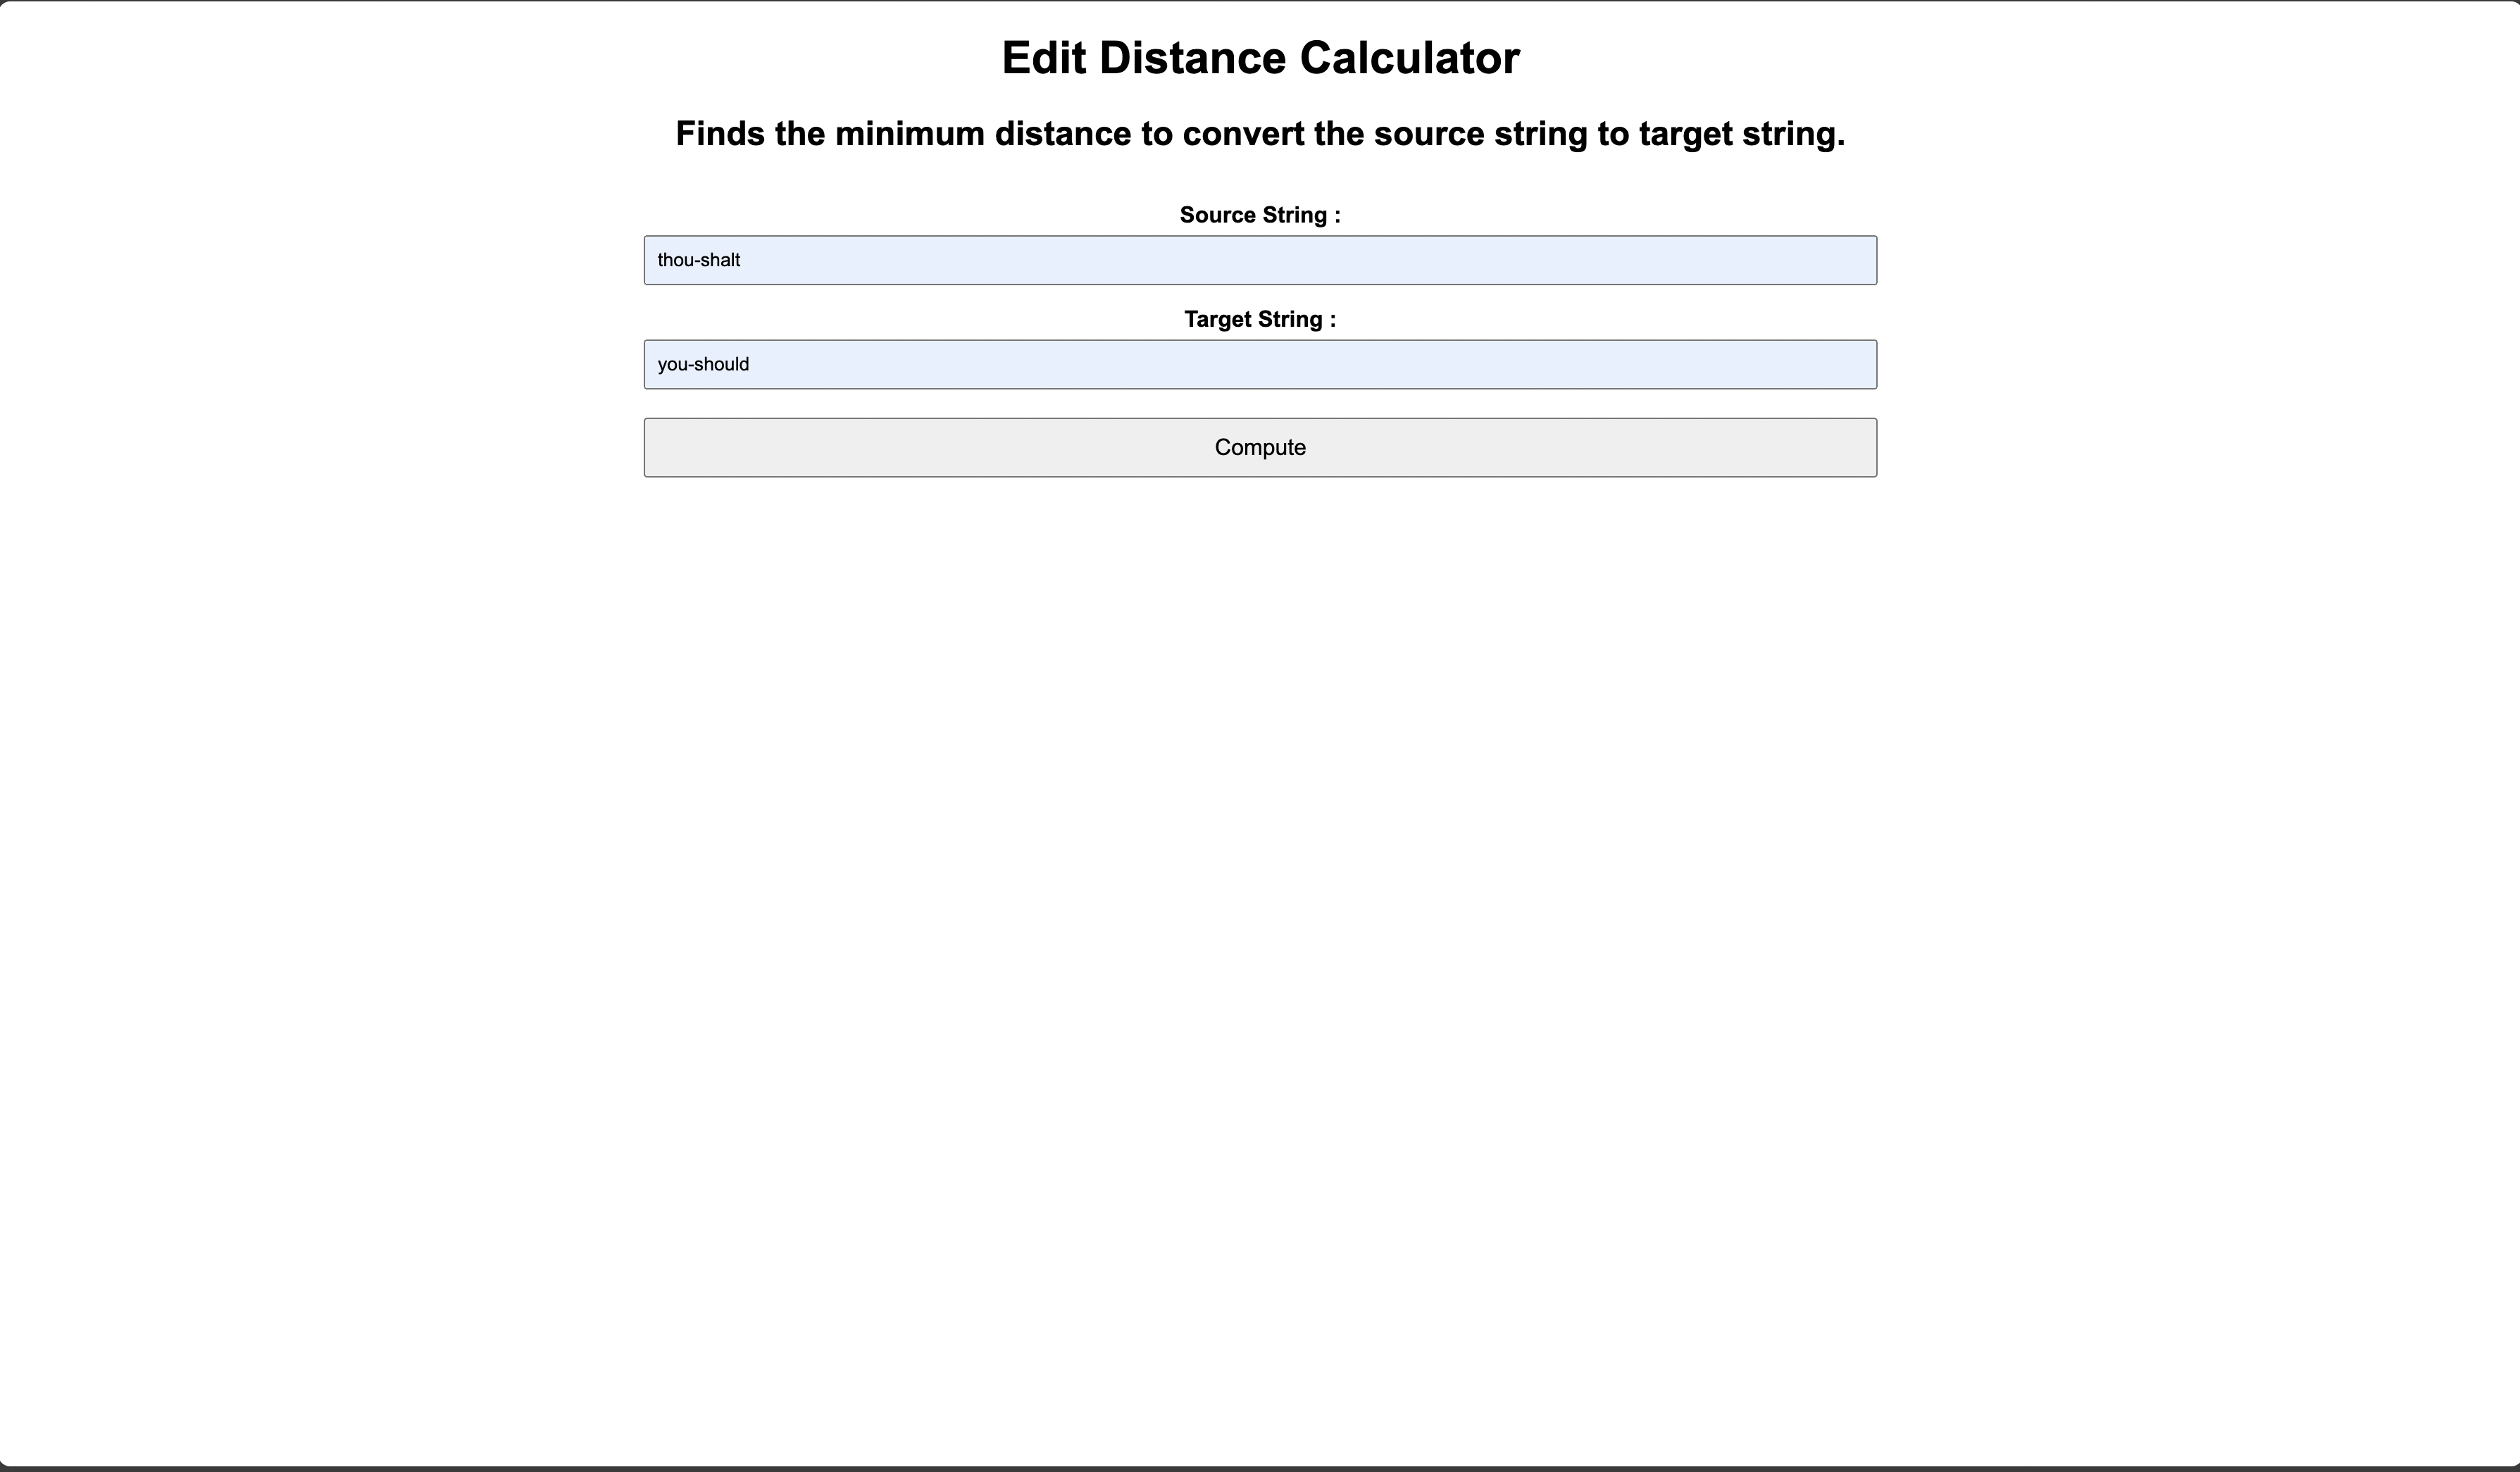 Edit Distance Calculator
Finds the minimum distance to convert the source string to target string.
Source String :
thou-shalt
Target String :
you-should
Compute